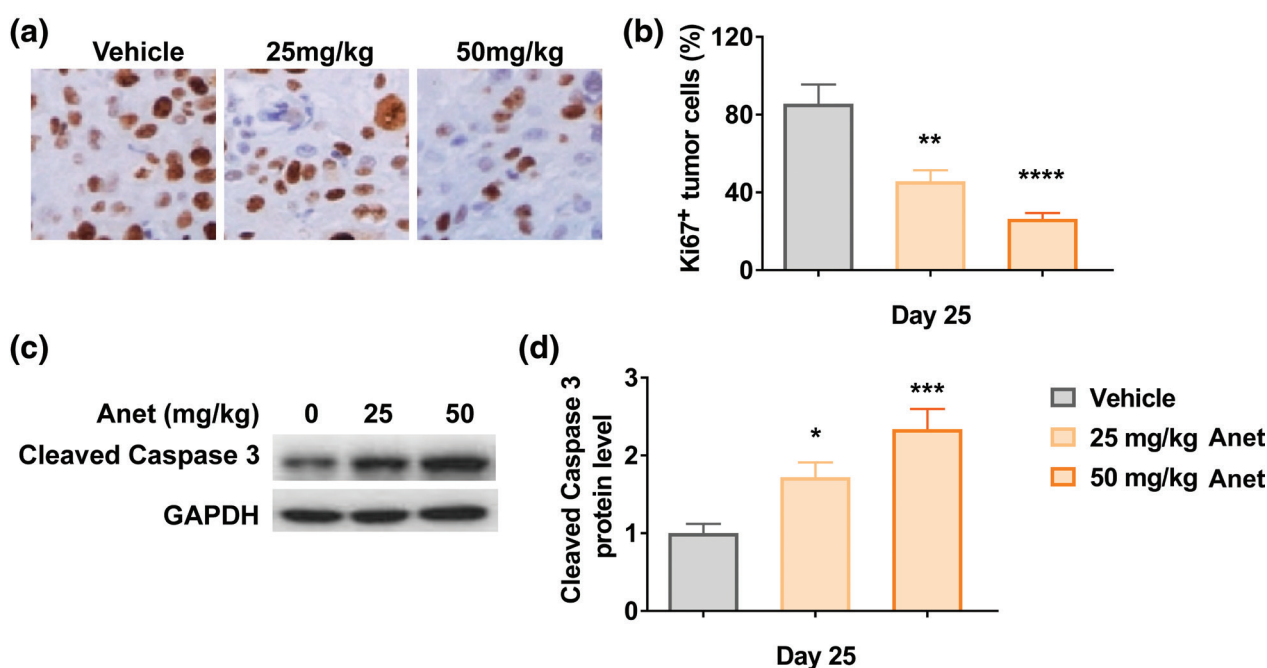 (a)
Vehicle 25mg/kg 50mg/kg
(b)
Ki67+ tumor cells (%)
120
80
40
0
**
****
Day 25
(c)
Anet (mg/kg) 0 25 50
Cleaved Caspase 3
GAPDH
(d)
Cleaved Caspase 3
protein level
3
2
1
0
*
***
Day 25
Vehicle
25 mg/kg Anet
50 mg/kg Anet